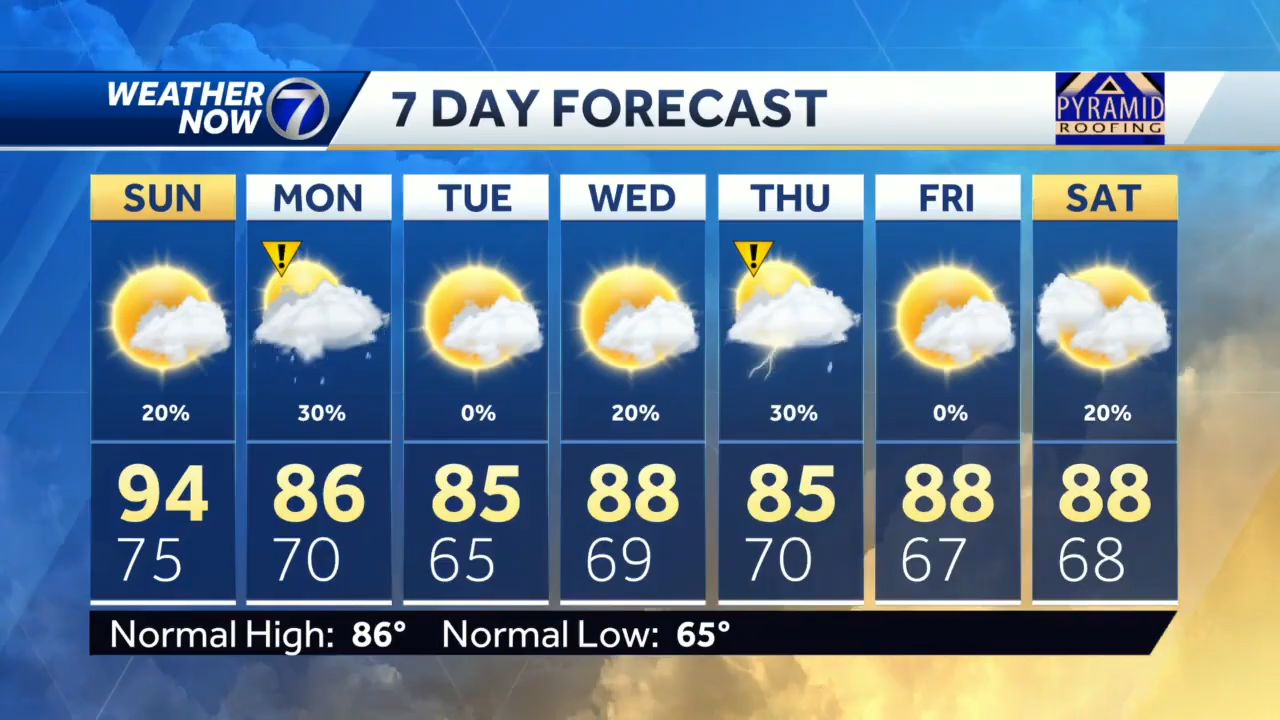 WEATHER
NOW 7
7 DAY FORECAST
PYRAMID
ROOFING
SUN MON TUE WED THU FRI SAT
! !
20% 30% 0% 20% 30% 0% 20%
94 86 85 88 85 88 88
75 70 65 69 70 67 68
Normal High: 86° Normal Low: 65°